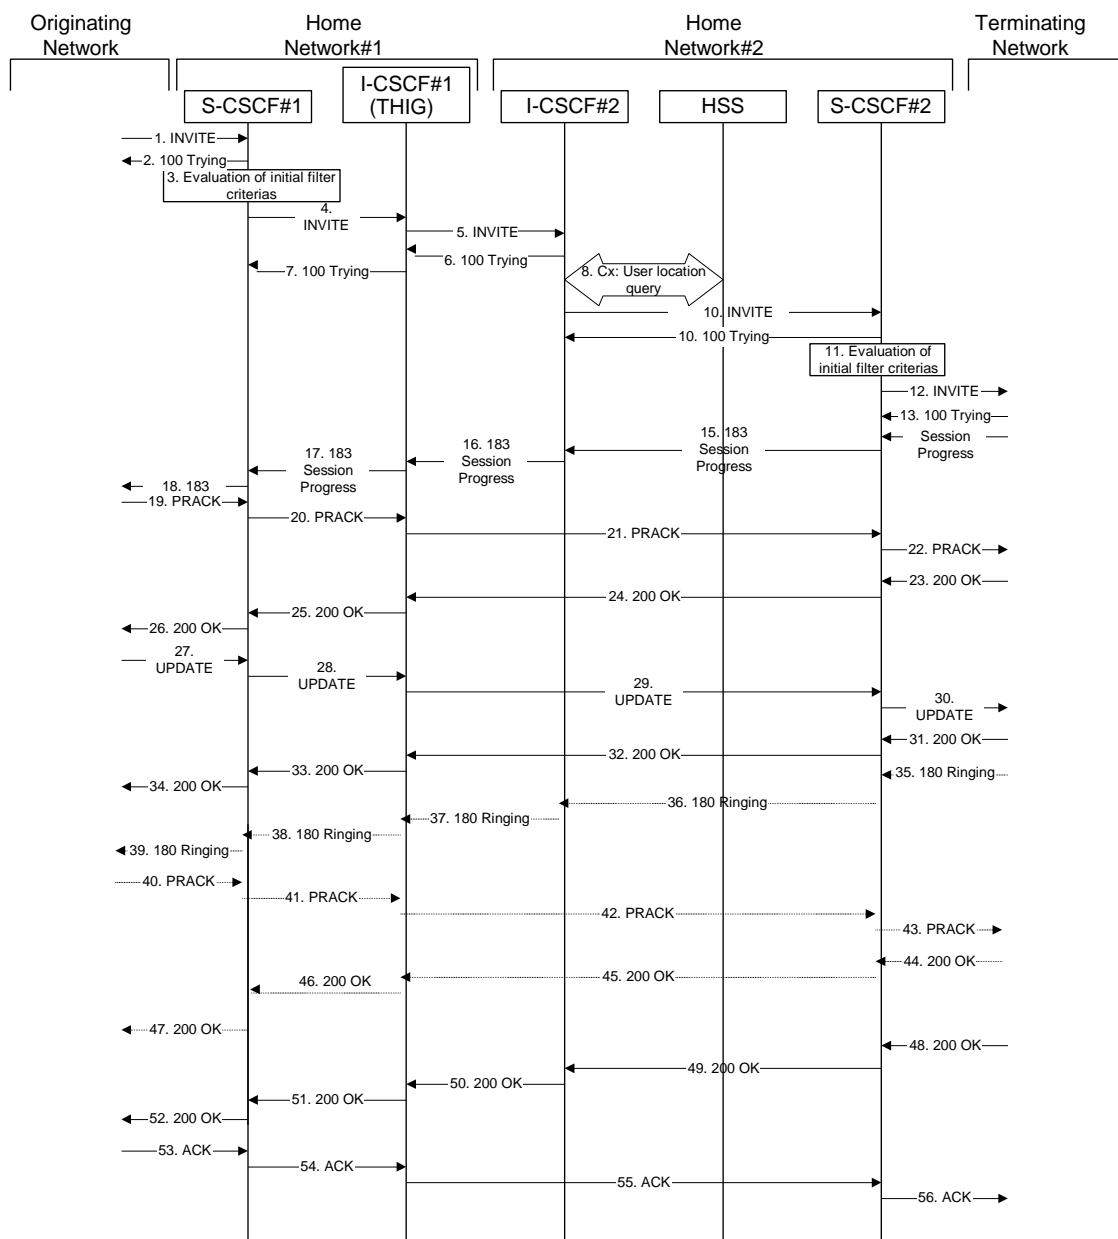 Originating
Network
Home
Network#1
Home
Network#2
Terminating
Network
S-CSCF#1
I-CSCF#1
(THIG)
I-CSCF#2
HSS
S-CSCF#2
1. INVITE
2. 100 Trying
3. Evaluation of initial filter
criterias
4.
INVITE
5. INVITE
6. 100 Trying
7. 100 Trying
8. Cx: User location
query
10. INVITE
10. 100 Trying
11. Evaluation of
initial filter criterias
12. INVITE
13. 100 Trying
Session
Progress
15. 183
Session
Progress
16. 183
Session
Progress
17. 183
Session
Progress
18. 183
19. PRACK
20. PRACK
21. PRACK
22. PRACK
23. 200 OK
24. 200 OK
25. 200 OK
26. 200 OK
27.
UPDATE
28.
UPDATE
29.
UPDATE
30.
UPDATE
31. 200 OK
32. 200 OK
33. 200 OK
34. 200 OK
35. 180 Ringing
36. 180 Ringing
37. 180 Ringing
38. 180 Ringing
39. 180 Ringing
40. PRACK
41. PRACK
42. PRACK
43. PRACK
44. 200 OK
45. 200 OK
46. 200 OK
47. 200 OK
48. 200 OK
49. 200 OK
50. 200 OK
51. 200 OK
52. 200 OK
53. ACK
54. ACK
55. ACK
56. ACK